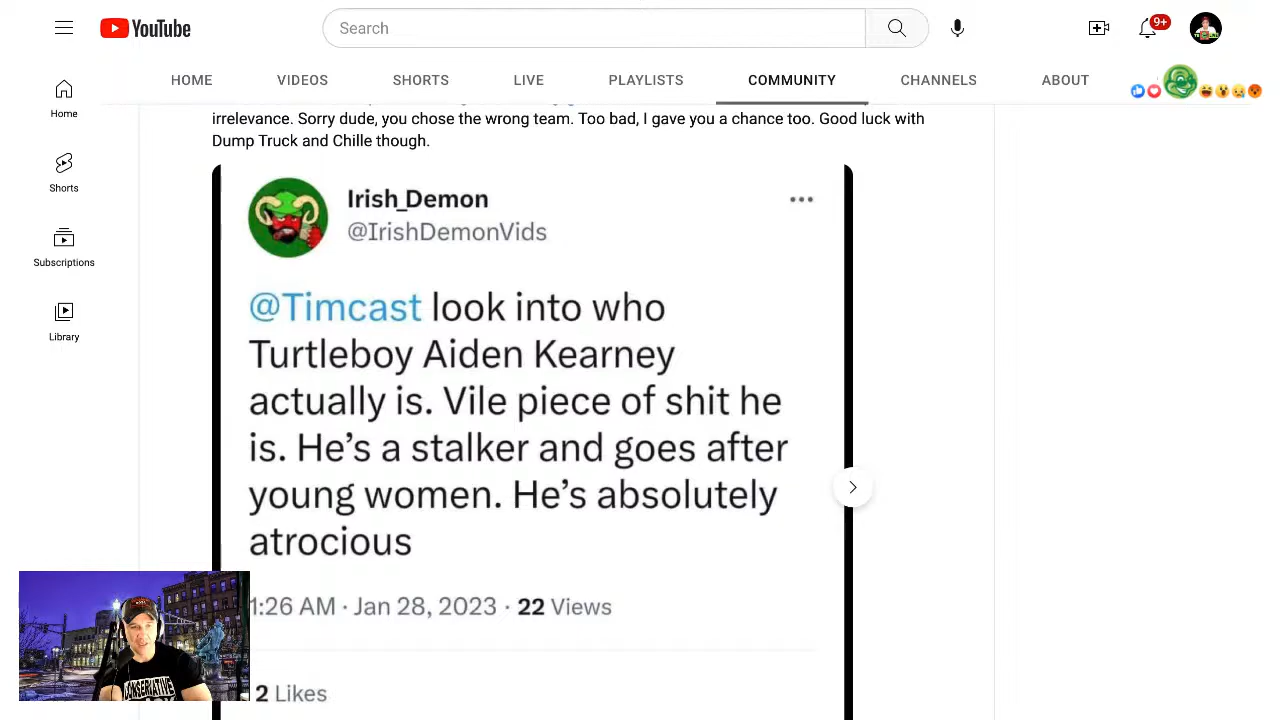 YouTube
Search
9+
HOME VIDEOS SHORTS LIVE PLAYLISTS COMMUNITY CHANNELS ABOUT
Home
Shorts
Subscriptions
Library
irrelevance. Sorry dude, you chose the wrong team. Too bad, I gave you a chance too. Good luck with
Dump Truck and Chille though.
Irish_Demon
@IrishDemonVids
@Timcast look into who
Turtleboy Aiden Kearney
actually is. Vile piece of shit he
is. He's a stalker and goes after
young women. He's absolutely
atrocious
1:26 AM · Jan 28, 2023 · 22 Views
2 Likes
CONSERVATIVE